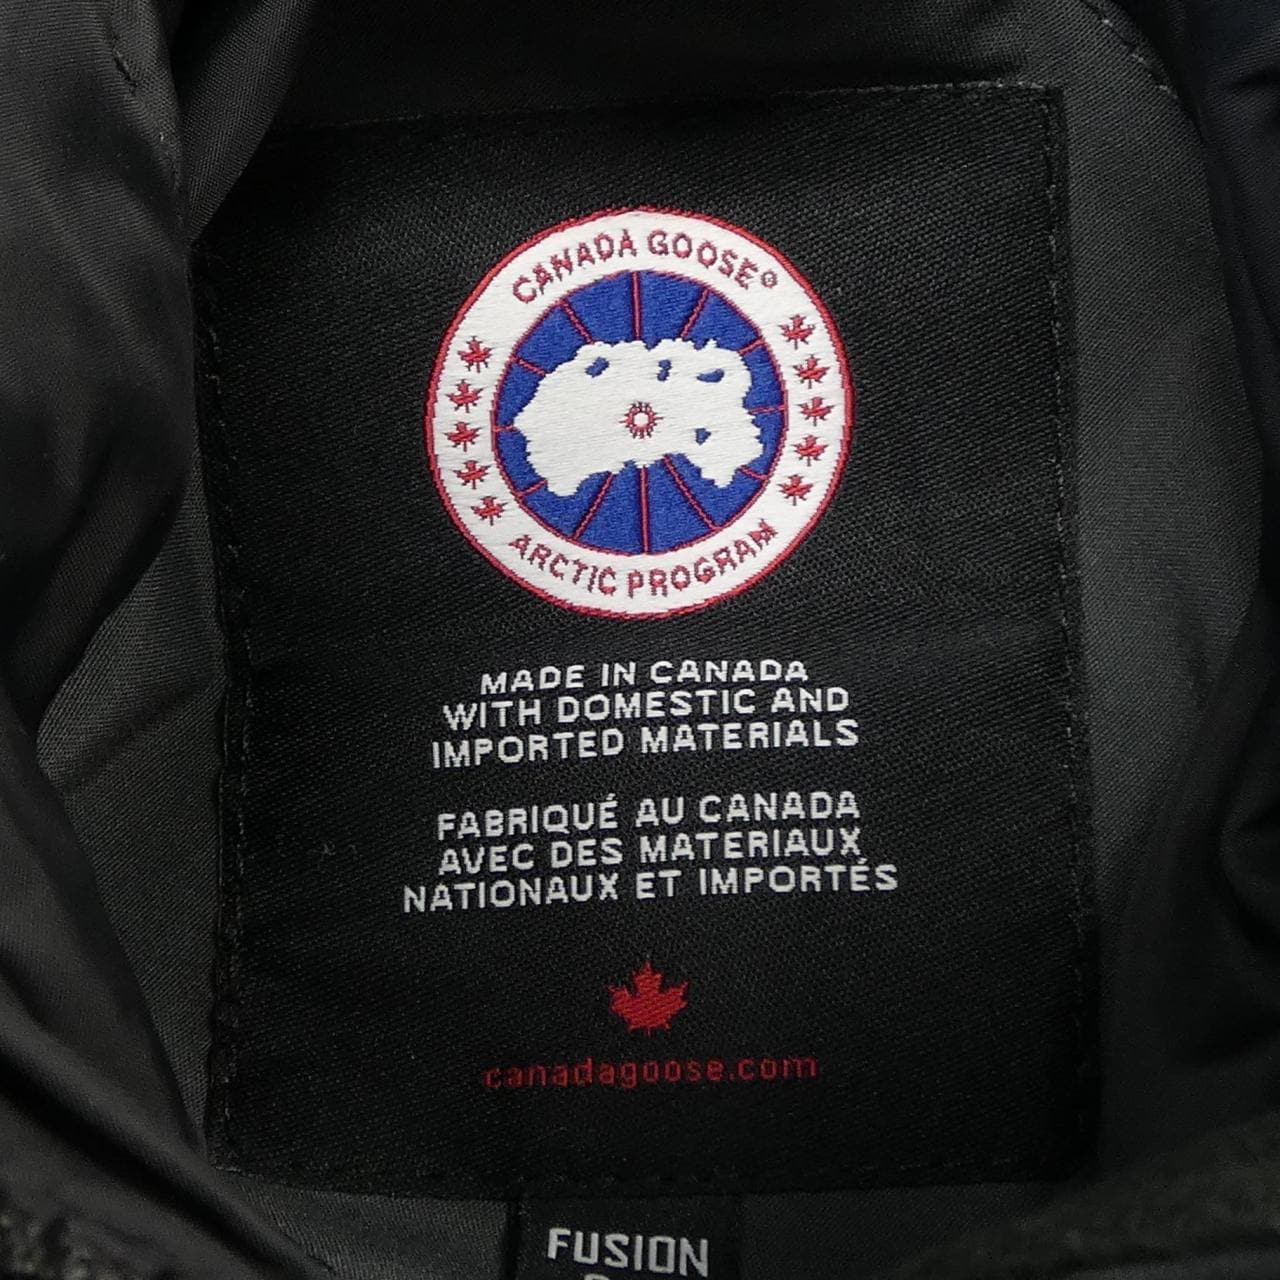 CANADA GOOSE®
ARCTIC PROGRAM
MADE IN CANADA
WITH DOMESTIC AND
IMPORTED MATERIALS
FABRIQUÉ AU CANADA
AVEC DES MATERIAUX
NATIONAUX ET IMPORTÉS
canadagoose.com
FUSION